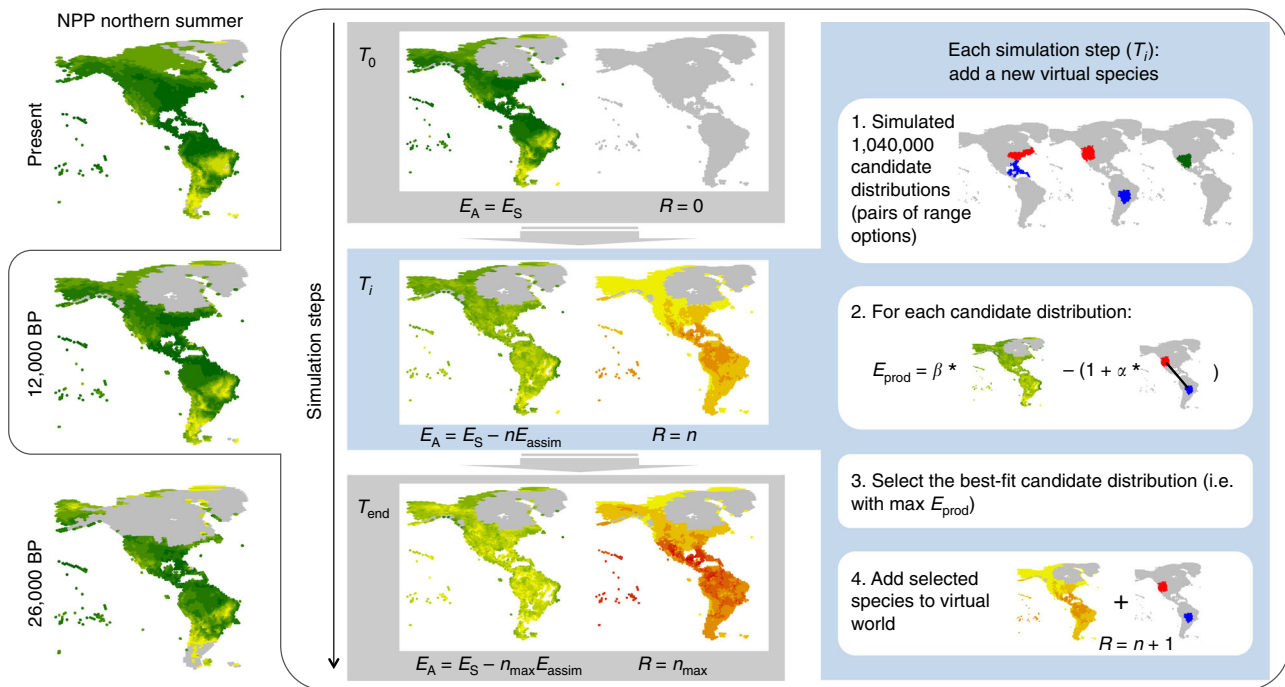 NPP northern summer
Present
12,000 BP
26,000 BP
Simulation steps
T0
EA = ES
R = 0
Ti
EA = ES – nEassim
R = n
Tend
EA = ES – nmaxEassim
R = nmax
Each simulation step (Ti):
add a new virtual species
1. Simulated
1,040,000
candidate
distributions
(pairs of range
options)
2. For each candidate distribution:
Eprod = β *
– (1 + α *
)
3. Select the best-fit candidate distribution (i.e.
with max Eprod)
4. Add selected
species to virtual
world
+
R = n + 1